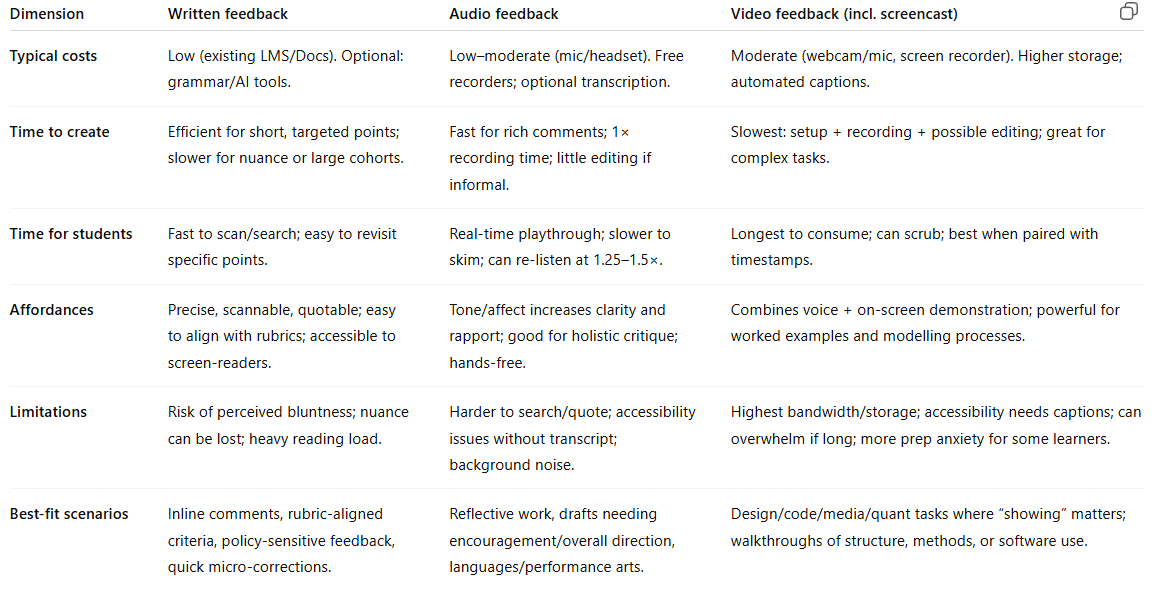 Dimension
Written feedback
Audio feedback
Video feedback (incl. screencast)
Typical costs
Low (existing LMS/Docs). Optional:
grammar/AI tools.
Low–moderate (mic/headset). Free
recorders; optional transcription.
Moderate (webcam/mic, screen recorder). Higher storage;
automated captions.
Time to create
Efficient for short, targeted points;
slower for nuance or large cohorts.
Fast for rich comments; 1×
recording time; little editing if
informal.
Slowest: setup + recording + possible editing; great for
complex tasks.
Time for students
Fast to scan/search; easy to revisit
specific points.
Real-time playthrough; slower to
skim; can re-listen at 1.25–1.5×.
Longest to consume; can scrub; best when paired with
timestamps.
Affordances
Precise, scannable, quotable; easy
to align with rubrics; accessible to
screen-readers.
Tone/affect increases clarity and
rapport; good for holistic critique;
hands-free.
Combines voice + on-screen demonstration; powerful for
worked examples and modelling processes.
Limitations
Risk of perceived bluntness; nuance
can be lost; heavy reading load.
Harder to search/quote; accessibility
issues without transcript;
background noise.
Highest bandwidth/storage; accessibility needs captions; can
overwhelm if long; more prep anxiety for some learners.
Best-fit scenarios
Inline comments, rubric-aligned
criteria, policy-sensitive feedback,
quick micro-corrections.
Reflective work, drafts needing
encouragement/overall direction,
languages/performance arts.
Design/code/media/quant tasks where “showing” matters;
walkthroughs of structure, methods, or software use.